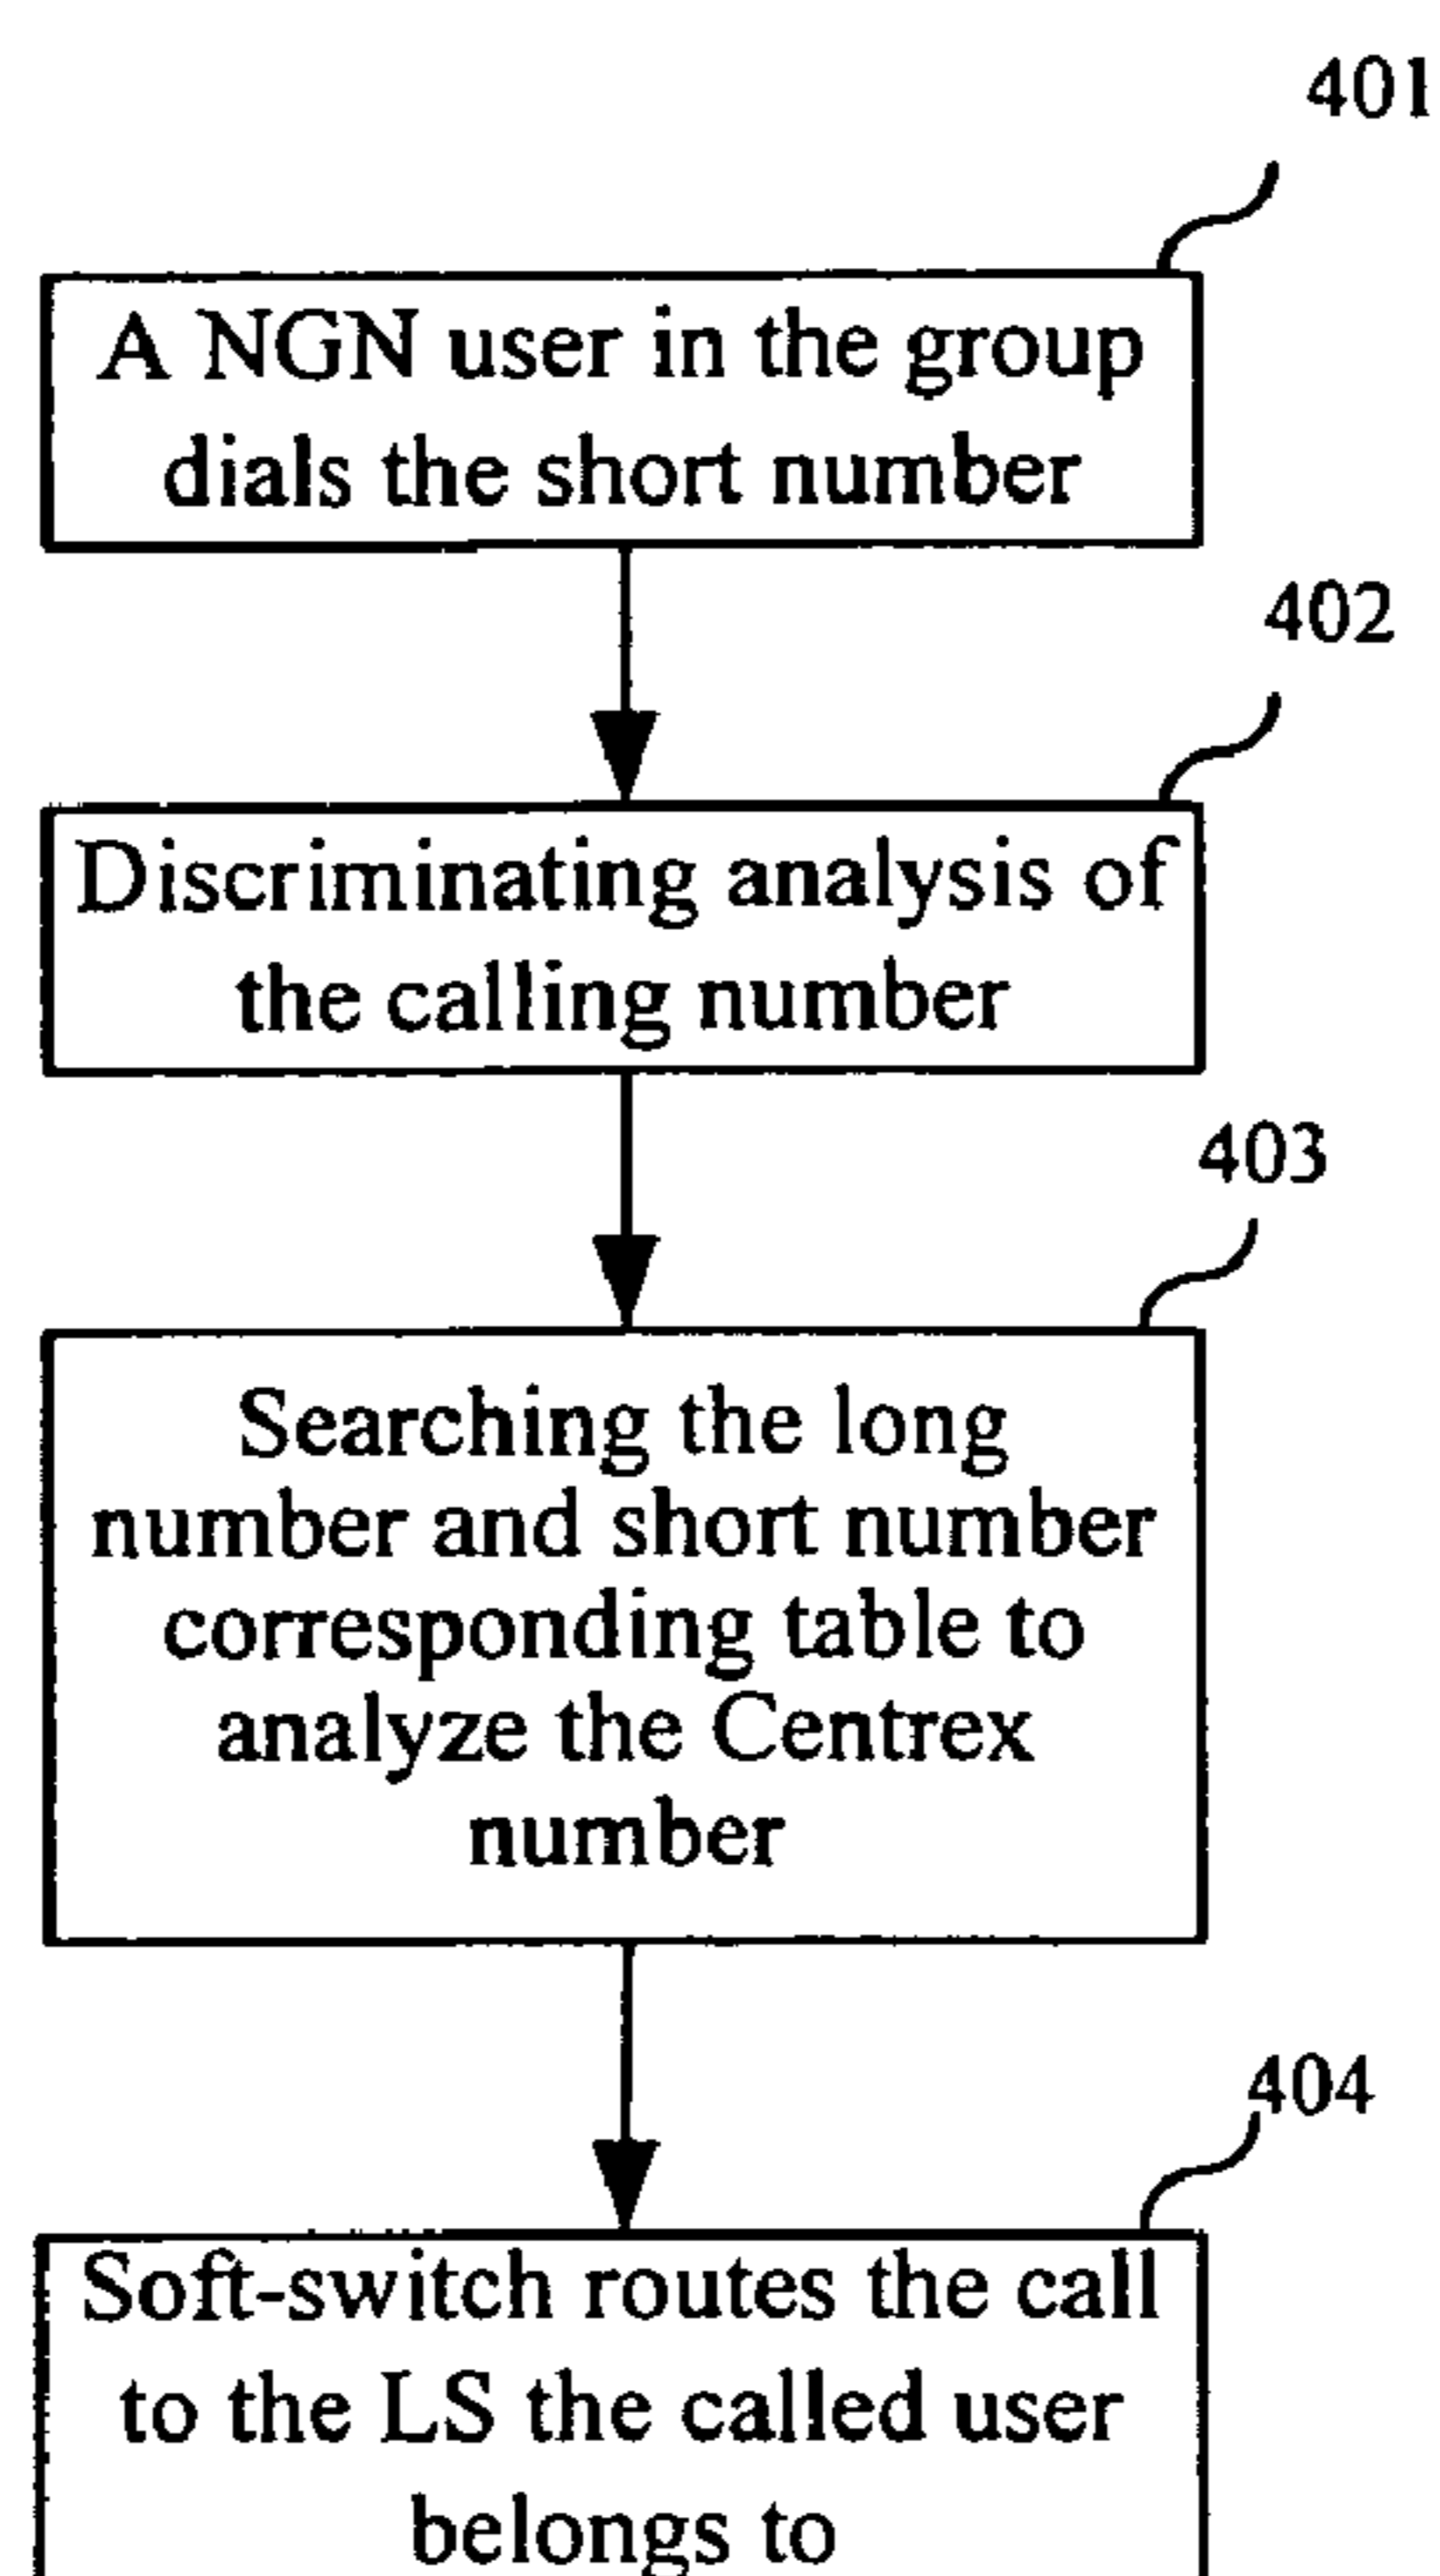 401
A NGN user in the group
dials the short number
402
Discriminating analysis of
the calling number
403
Searching the long
number and short number
corresponding table to
analyze the Centrex
number
404
Soft-switch routes the call
to the LS the called user
belongs to